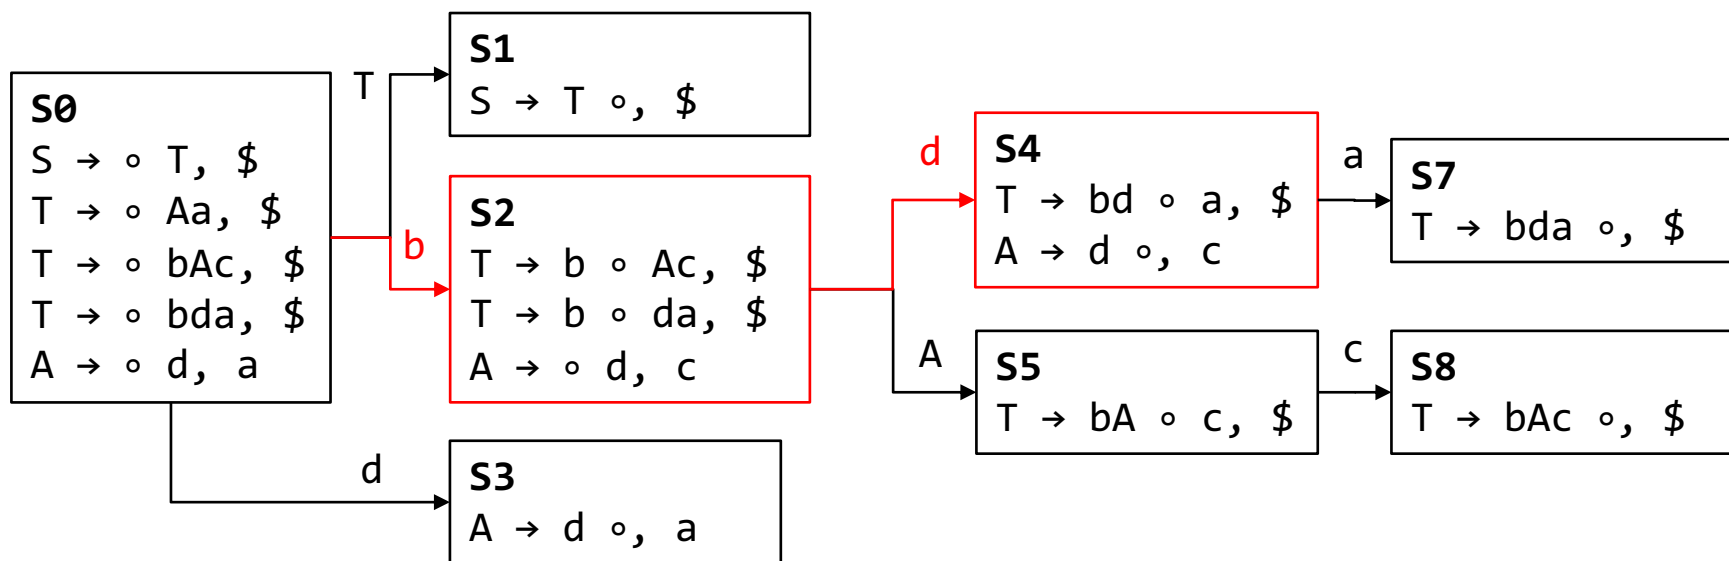 S0
S → ∘ T, $
T → ∘ Aa, $
T → ∘ bAc, $
T → ∘ bda, $
A → ∘ d, a
T
S1
S → T ∘, $
b
S2
T → b ∘ Ac, $
T → b ∘ da, $
A → ∘ d, c
d
S3
A → d ∘, a
d
S4
T → bd ∘ a, $
A → d ∘, c
A
S5
T → bA ∘ c, $
a
S7
T → bda ∘, $
c
S8
T → bAc ∘, $